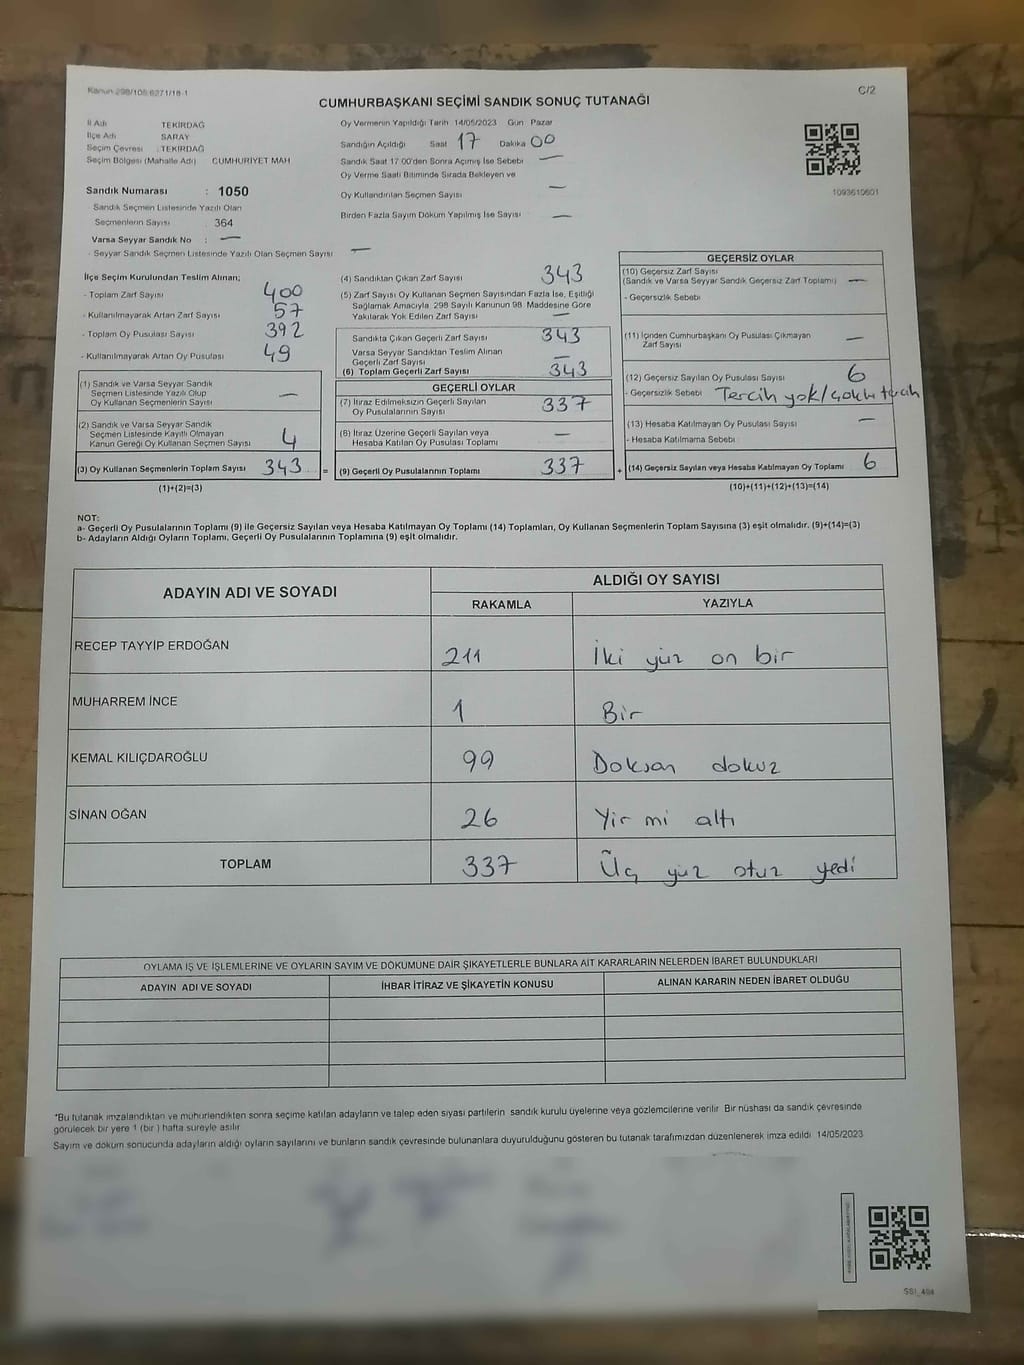 Kanun 298/105,6271/18-1
C/2
CUMHURBAŞKANI SEÇİMİ SANDIK SONUÇ TUTANAĞI
İl Adı TEKİRDAĞ
İlçe Adı SARAY
Seçim Çevresi : TEKİRDAĞ
Seçim Bölgesi (Mahalle Adı) CUMHURİYET MAH
Sandık Numarası : 1050
- Sandık Seçmen Listesinde Yazılı Olan
Seçmenlerin Sayısı : 364
Varsa Seyyar Sandık No : —
- Seyyar Sandık Seçmen Listesinde Yazılı Olan Seçmen Sayısı —
Oy Vermenin Yapıldığı Tarih 14/05/2023 Gün Pazar
Sandığın Açıldığı Saat 17 Dakika 00
Sandık Saat 17:00'den Sonra Açılmış İse Sebebi —
Oy Verme Saati Bitiminde Sırada Bekleyen ve
Oy Kullandırılan Seçmen Sayısı —
Birden Fazla Sayım Döküm Yapılmış İse Sayısı —
1093610601
İlçe Seçim Kurulundan Teslim Alınan;
- Toplam Zarf Sayısı 400
- Kullanılmayarak Artan Zarf Sayısı 57
- Toplam Oy Pusulası Sayısı 392
- Kullanılmayarak Artan Oy Pusulası 49
(1) Sandık ve Varsa Seyyar Sandık
Seçmen Listesinde Yazılı Olup
Oy Kullanan Seçmenlerin Sayısı —
(2) Sandık ve Varsa Seyyar Sandık
Seçmen Listesinde Kayıtlı Olmayan
Kanun Gereği Oy Kullanan Seçmen Sayısı 4
(3) Oy Kullanan Seçmenlerin Toplam Sayısı 343 =
(1)+(2)=(3)
(4) Sandıktan Çıkan Zarf Sayısı 343
(5) Zarf Sayısı Oy Kullanan Seçmen Sayısından Fazla İse, Eşitliği
Sağlamak Amacıyla 298 Sayılı Kanunun 98. Maddesine Göre
Yakılarak Yok Edilen Zarf Sayısı —
Sandıkta Çıkan Geçerli Zarf Sayısı 343
Varsa Seyyar Sandıktan Teslim Alınan
Geçerli Zarf Sayısı —
(6) Toplam Geçerli Zarf Sayısı 343
GEÇERLİ OYLAR
(7) İtiraz Edilmeksizin Geçerli Sayılan
Oy Pusulalarının Sayısı 337
(8) İtiraz Üzerine Geçerli Sayılan veya
Hesaba Katılan Oy Pusulası Toplamı —
(9) Geçerli Oy Pusulalarının Toplamı 337 +
GEÇERSİZ OYLAR
(10) Geçersiz Zarf Sayısı
(Sandık ve Varsa Seyyar Sandık Geçersiz Zarf Toplamı) —
- Geçersizlik Sebebi
(11) İçinden Cumhurbaşkanı Oy Pusulası Çıkmayan
Zarf Sayısı —
(12) Geçersiz Sayılan Oy Pusulası Sayısı 6
- Geçersizlik Sebebi Tercih yok/çoklu tercih
(13) Hesaba Katılmayan Oy Pusulası Sayısı —
- Hesaba Katılmama Sebebi
(14) Geçersiz Sayılan veya Hesaba Katılmayan Oy Toplamı 6
(10)+(11)+(12)+(13)=(14)
NOT:
a- Geçerli Oy Pusulalarının Toplamı (9) ile Geçersiz Sayılan veya Hesaba Katılmayan Oy Toplamı (14) Toplamları, Oy Kullanan Seçmenlerin Toplam Sayısına (3) eşit olmalıdır. (9)+(14)=(3)
b- Adayların Aldığı Oyların Toplamı, Geçerli Oy Pusulalarının Toplamına (9) eşit olmalıdır.
ADAYIN ADI VE SOYADI
ALDIĞI OY SAYISI
RAKAMLA YAZIYLA
RECEP TAYYİP ERDOĞAN 211 İki yüz on bir
MUHARREM İNCE 1 Bir
KEMAL KILIÇDAROĞLU 99 Doksan dokuz
SİNAN OĞAN 26 Yirmi altı
TOPLAM 337 Üç yüz otuz yedi
OYLAMA İŞ VE İŞLEMLERİNE VE OYLARIN SAYIM VE DÖKÜMÜNE DAİR ŞİKAYETLERLE BUNLARA AİT KARARLARIN NELERDEN İBARET BULUNDUKLARI
ADAYIN ADI VE SOYADI İHBAR İTİRAZ VE ŞİKAYETİN KONUSU ALINAN KARARIN NEDEN İBARET OLDUĞU
*Bu tutanak imzalandıktan ve mühürlendikten sonra seçime katılan adayların ve talep eden siyasi partilerin sandık kurulu üyelerine veya gözlemcilerine verilir. Bir nüshası da sandık çevresinde
görülecek bir yere 1 (bir) hafta süreyle asılır.
Sayım ve döküm sonucunda adayların aldığı oyların sayılarını ve bunların sandık çevresinde bulunanlara duyurulduğunu gösteren bu tutanak tarafımızdan düzenlenerek imza edildi. 14/05/2023
SSI_494